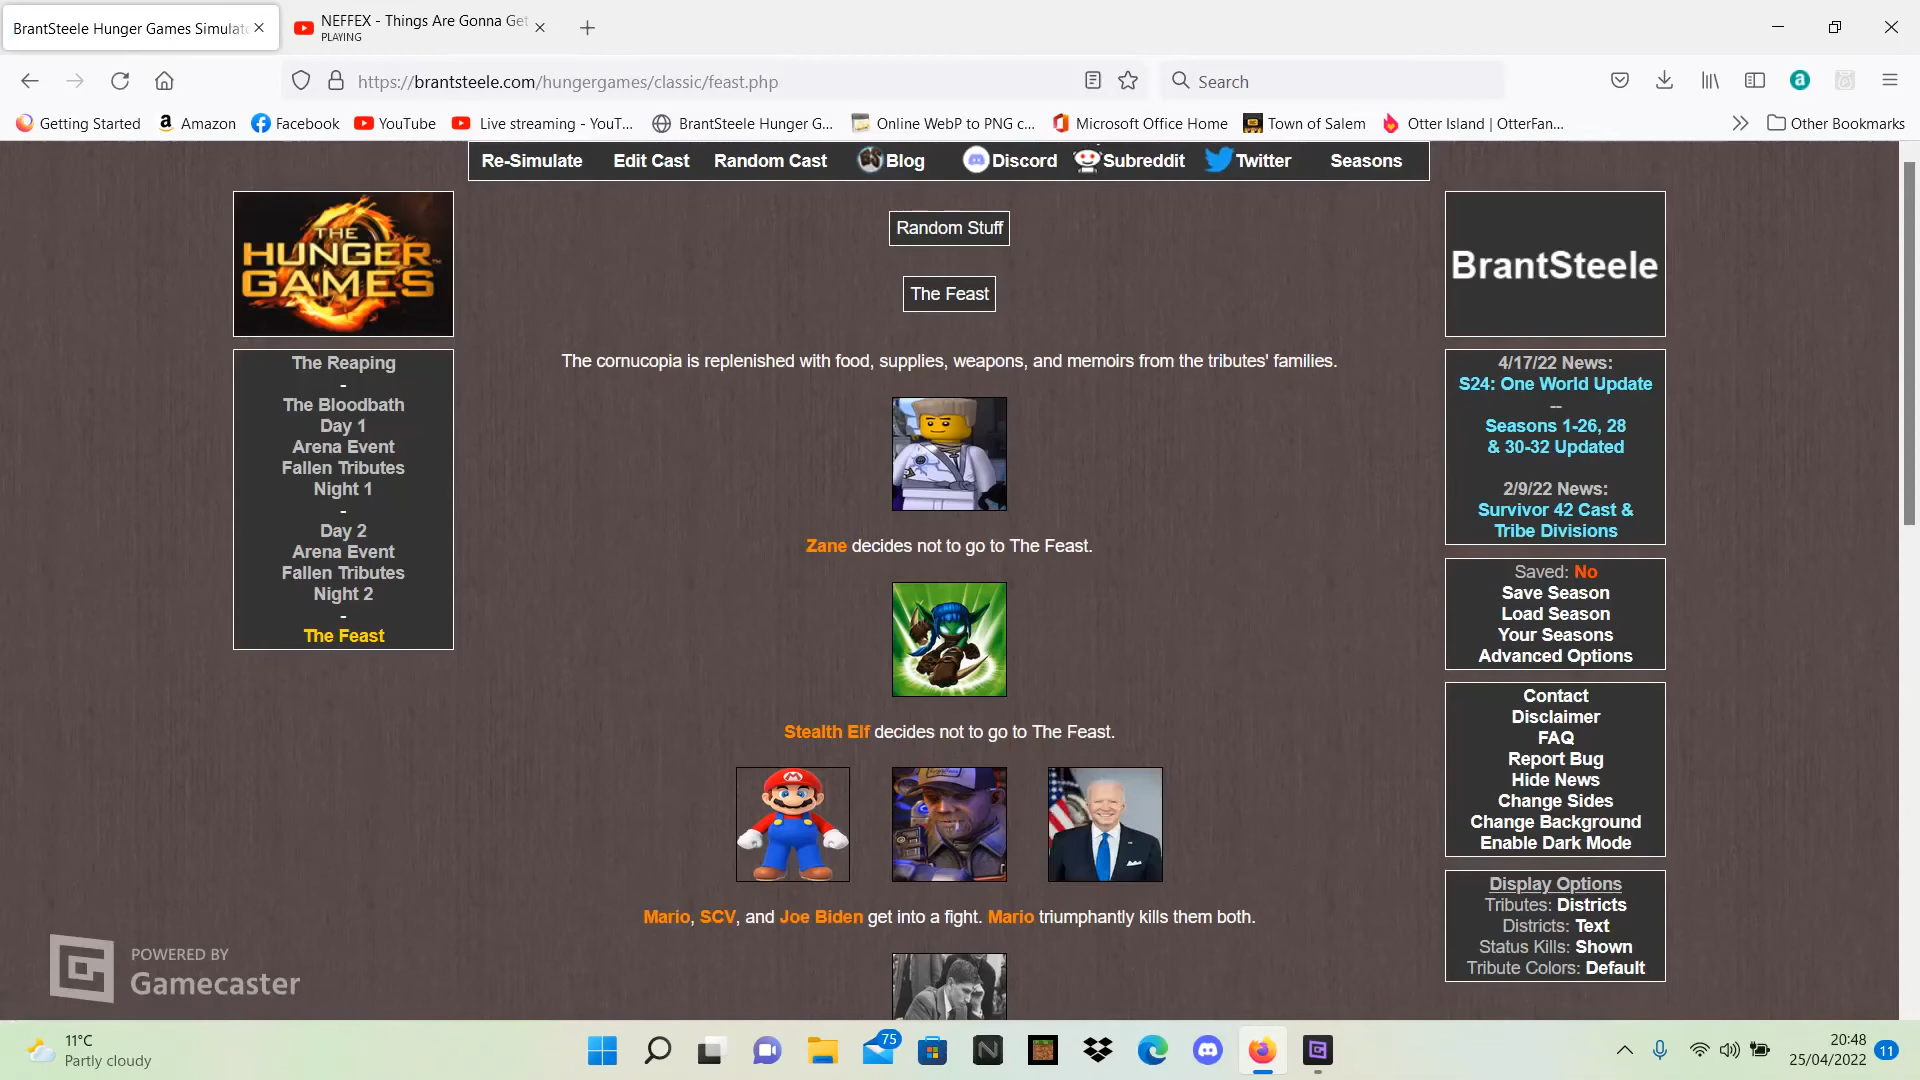 BrantSteele Hunger Games Simulat
NEFFEX - Things Are Gonna Get
PLAYING
https://brantsteele.com/hungergames/classic/feast.php
Search
Getting Started
Amazon
Facebook
YouTube
Live streaming - YouT...
BrantSteele Hunger G...
Online WebP to PNG c...
Microsoft Office Home
Town of Salem
Otter Island | OtterFan...
Other Bookmarks
Re-Simulate
Edit Cast
Random Cast
Blog
Discord
Subreddit
Twitter
Seasons
THE
HUNGER
GAMES
The Reaping
-
The Bloodbath
Day 1
Arena Event
Fallen Tributes
Night 1
-
Day 2
Arena Event
Fallen Tributes
Night 2
-
The Feast
Random Stuff
The Feast
The cornucopia is replenished with food, supplies, weapons, and memoirs from the tributes' families.
Zane decides not to go to The Feast.
Stealth Elf decides not to go to The Feast.
Mario, SCV, and Joe Biden get into a fight. Mario triumphantly kills them both.
BrantSteele
4/17/22 News:
S24: One World Update
--
Seasons 1-26, 28
& 30-32 Updated
2/9/22 News:
Survivor 42 Cast &
Tribe Divisions
Saved: No
Save Season
Load Season
Your Seasons
Advanced Options
Contact
Disclaimer
FAQ
Report Bug
Hide News
Change Sides
Change Background
Enable Dark Mode
Display Options
Tributes: Districts
Districts: Text
Status Kills: Shown
Tribute Colors: Default
POWERED BY
Gamecaster
11°C
Partly cloudy
75
20:48
25/04/2022
11